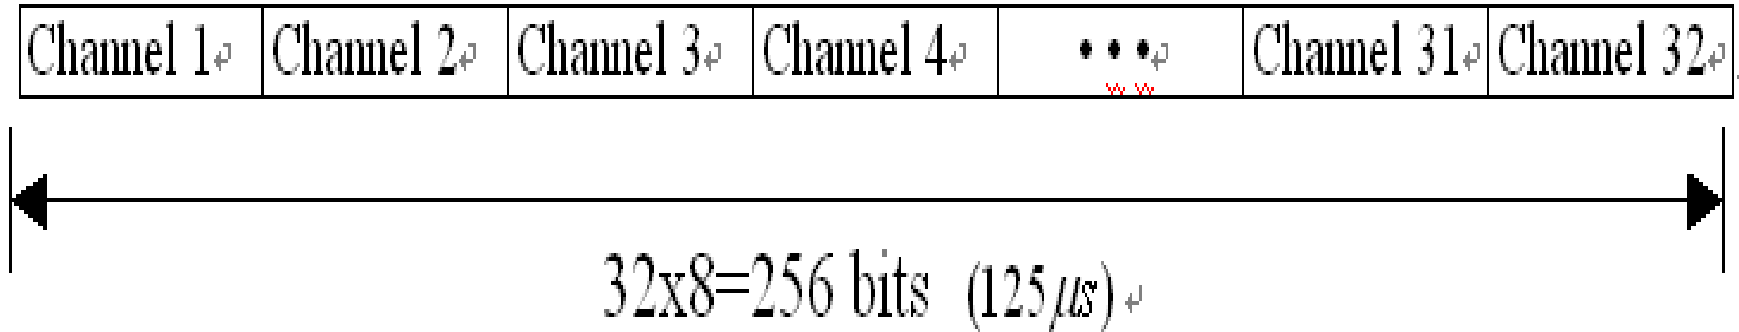 Channel 1 Channel 2 Channel 3 Channel 4 ••• Channel 31 Channel 32
32x8=256 bits (125μs)